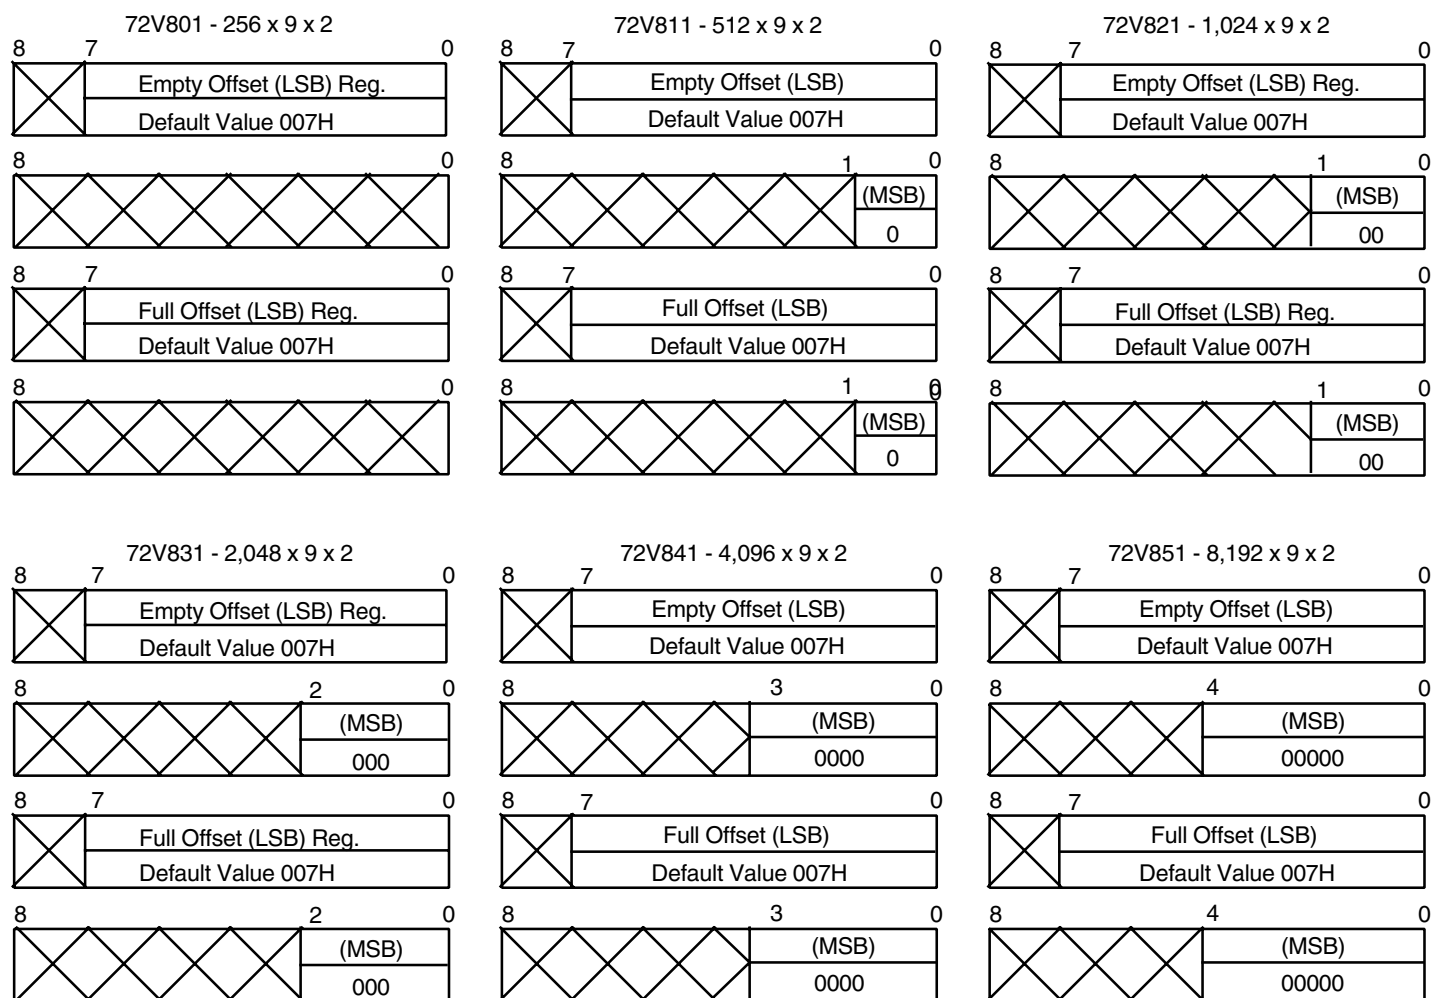 72V801 - 256 x 9 x 2
8 7 0
Empty Offset (LSB) Reg.
Default Value 007H
8 0
8 7 0
Full Offset (LSB) Reg.
Default Value 007H
8 0
72V811 - 512 x 9 x 2
8 7 0
Empty Offset (LSB)
Default Value 007H
8 1 0
(MSB)
0
8 7 0
Full Offset (LSB)
Default Value 007H
8 1 0
0
(MSB)
0
72V821 - 1,024 x 9 x 2
8 7 0
Empty Offset (LSB) Reg.
Default Value 007H
8 1 0
(MSB)
00
8 7 0
Full Offset (LSB) Reg.
Default Value 007H
8 1 0
(MSB)
00
72V831 - 2,048 x 9 x 2
8 7 0
Empty Offset (LSB) Reg.
Default Value 007H
8 2 0
(MSB)
000
8 7 0
Full Offset (LSB) Reg.
Default Value 007H
8 2 0
(MSB)
000
72V841 - 4,096 x 9 x 2
8 7 0
Empty Offset (LSB)
Default Value 007H
8 3 0
(MSB)
0000
8 7 0
Full Offset (LSB)
Default Value 007H
8 3 0
(MSB)
0000
72V851 - 8,192 x 9 x 2
8 7 0
Empty Offset (LSB)
Default Value 007H
8 4 0
(MSB)
00000
8 7 0
Full Offset (LSB)
Default Value 007H
8 4 0
(MSB)
00000